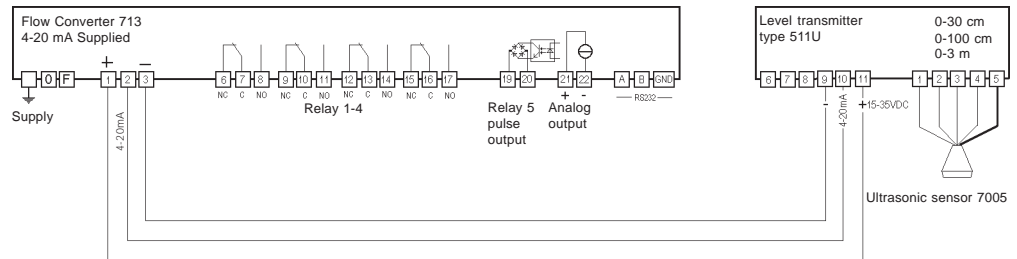 Flow Converter 713
4-20 mA Supplied
+ −
0 F 1 2 3 6 7 8 9 10 11 12 13 14 15 16 17 19 20 21 22 A B GND
NC C NO NC C NO NC C NO NC C NO
+ -
RS232
Supply
4-20mA
Relay 1-4
Relay 5
pulse
output
Analog
output
Level transmitter
type 511U
0-30 cm
0-100 cm
0-3 m
6 7 8 9 10 11 1 2 3 4 5
-
4-20mA
+15-35VDC
Ultrasonic sensor 7005